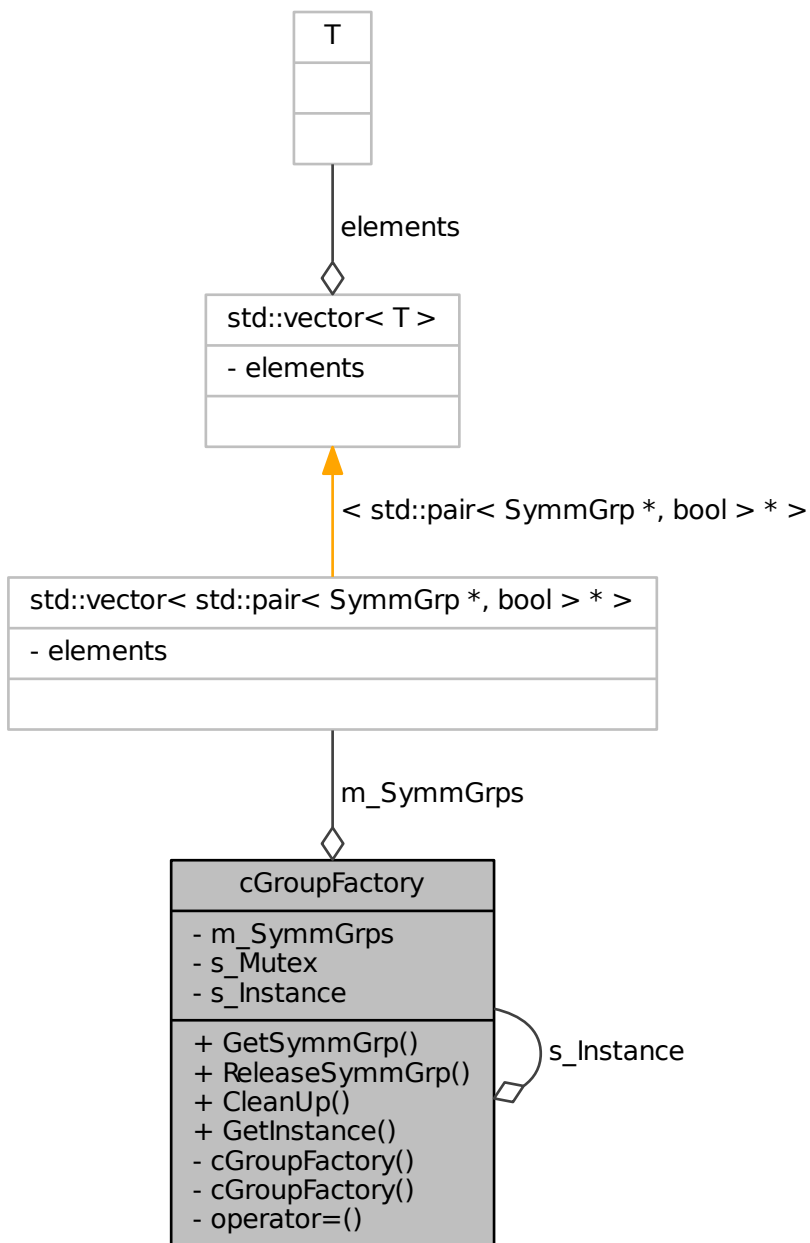 T
elements
std::vector< T >
- elements
< std::pair< SymmGrp *, bool > * >
std::vector< std::pair< SymmGrp *, bool > * >
- elements
m_SymmGrps
cGroupFactory
- m_SymmGrps
- s_Mutex
- s_Instance
+ GetSymmGrp()
+ ReleaseSymmGrp()
+ CleanUp()
+ GetInstance()
- cGroupFactory()
- cGroupFactory()
- operator=()
s_Instance